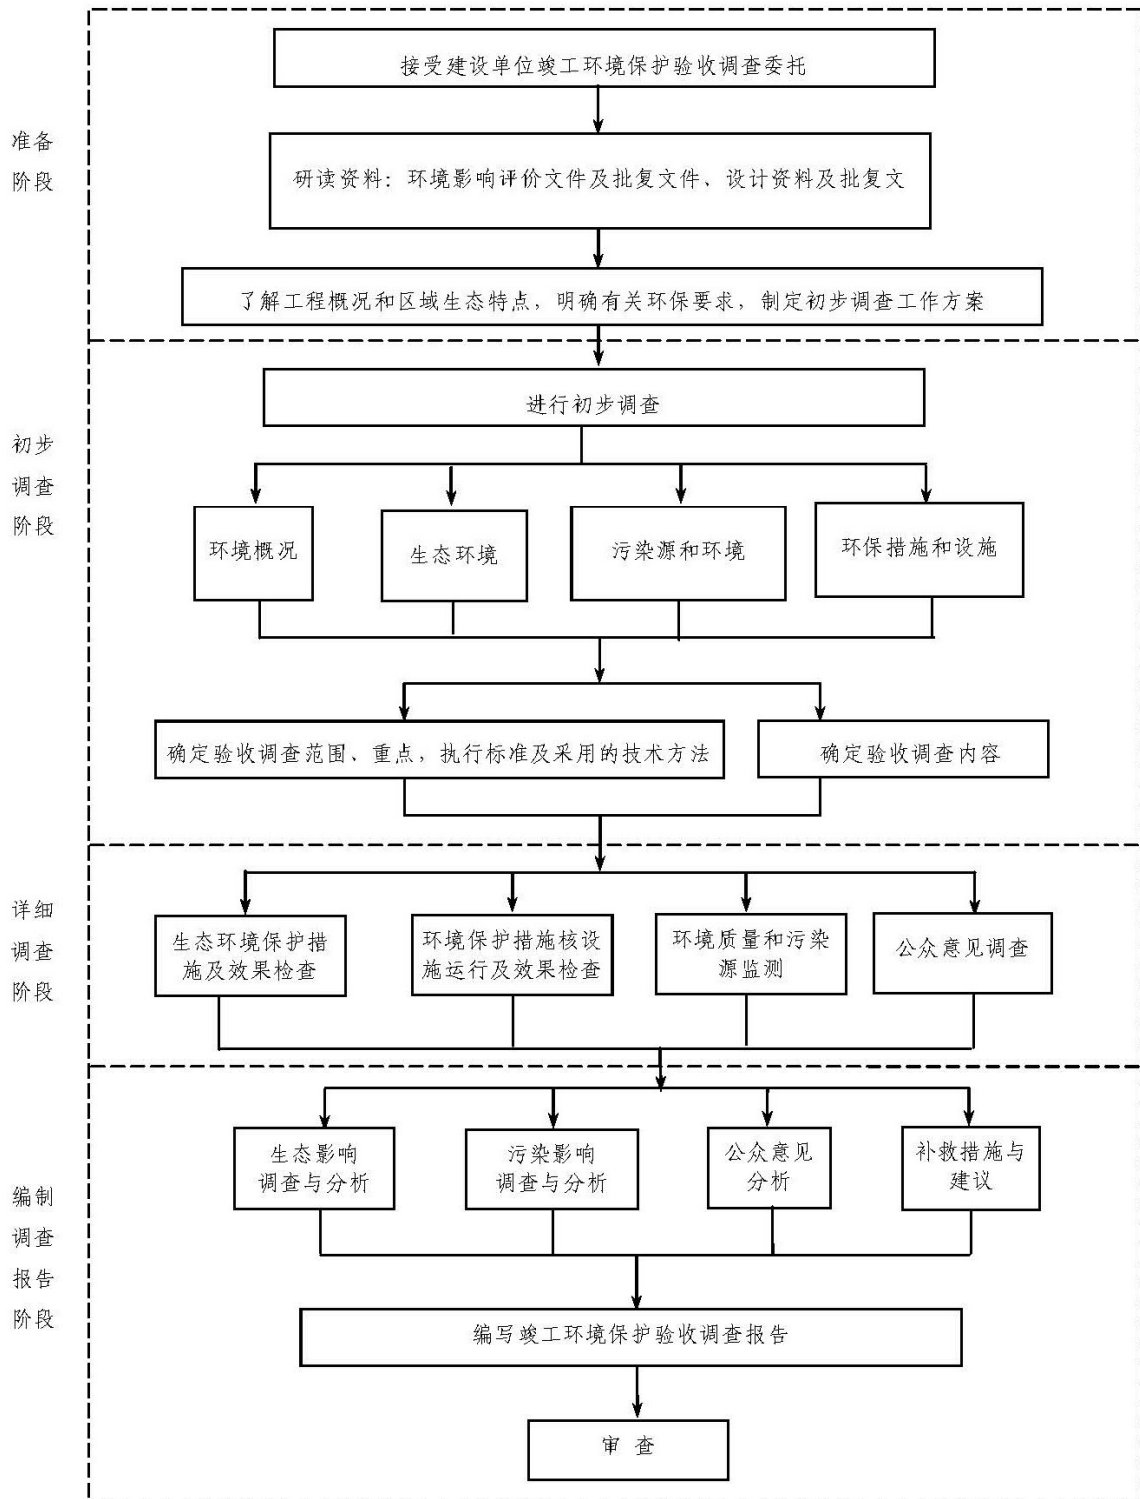 接受建设单位竣工环境保护验收调查委托
准备
阶段
研读资料：环境影响评价文件及批复文件、设计资料及批复文
了解工程概况和区域生态特点，明确有关环保要求，制定初步调查工作方案
进行初步调查
初步
调查
阶段
环境概况
生态环境
污染源和环境
环保措施和设施
确定验收调查范围、重点，执行标准及采用的技术方法
确定验收调查内容
详细
调查
阶段
生态环境保护措
施及效果检查
环境保护措施核设
施运行及效果检查
环境质量和污染
源监测
公众意见调查
编制
调查
报告
阶段
生态影响
调查与分析
污染影响
调查与分析
公众意见
分析
补救措施与
建议
编写竣工环境保护验收调查报告
审 查